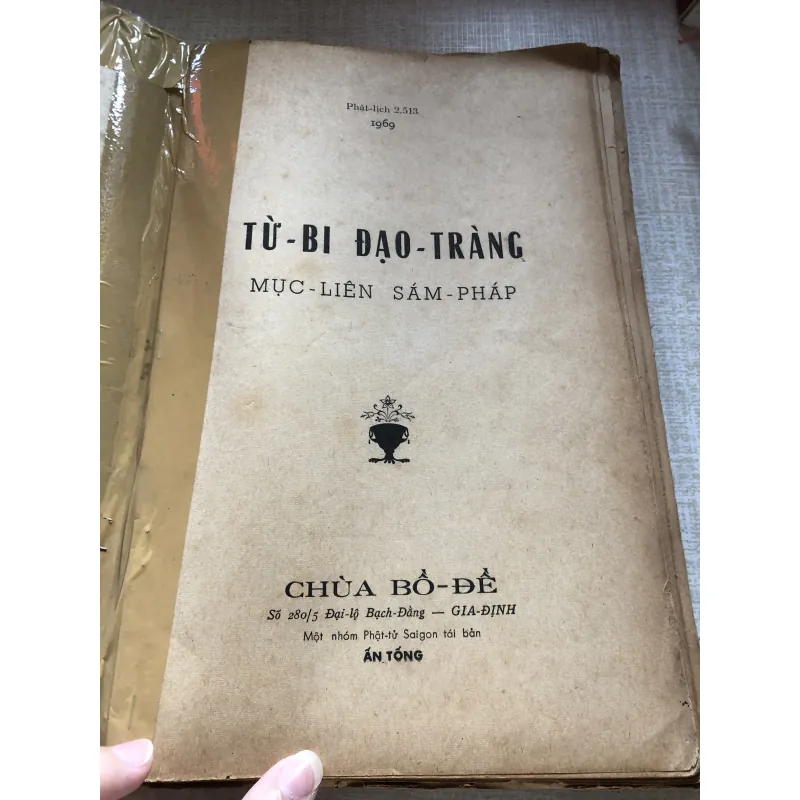 Phật-lịch 2.513
1969
TỪ-BI ĐẠO-TRÀNG
MỤC-LIÊN SÁM-PHÁP
CHÙA BỒ-ĐỀ
Số 280/5 Đại-lộ Bạch-Đằng — GIA-ĐỊNH
Một nhóm Phật-tử Saigon tái bản
ẤN TỐNG